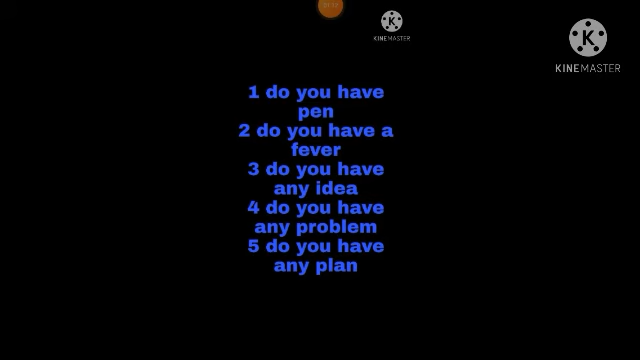 KINEMASTER
KINEMASTER
1 do you have
pen
2 do you have a
fever
3 do you have
any idea
4 do you have
any problem
5 do you have
any plan